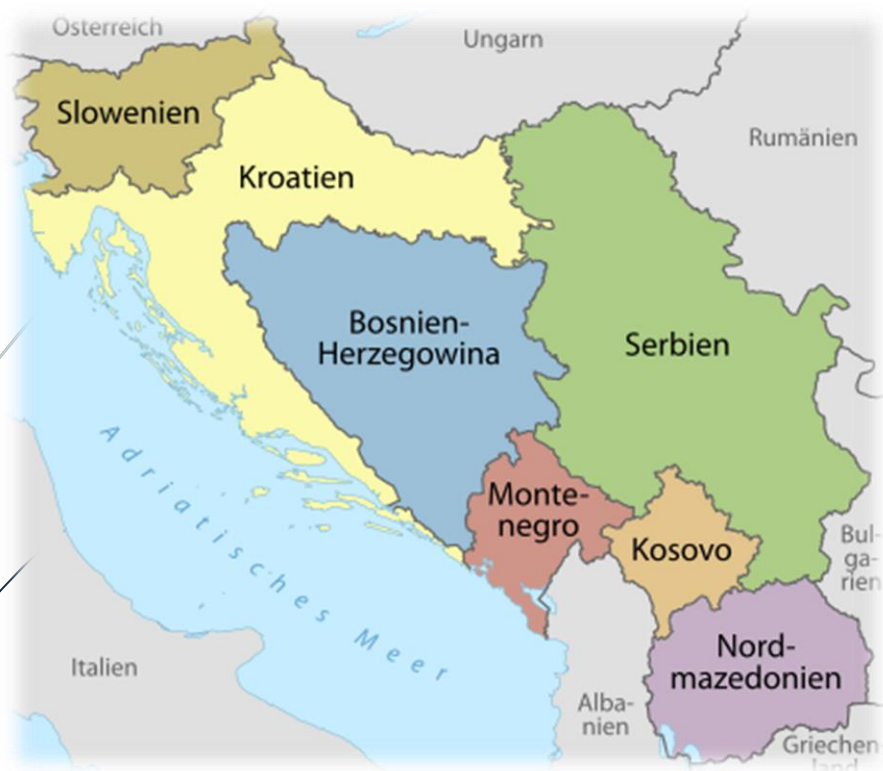 Österreich
Ungarn
Slowenien
Rumänien
Kroatien
Bosnien-
Herzegowina
Serbien
Adriatisches Meer
Monte-
negro
Kosovo
Bul-
ga-
rien
Nord-
mazedonien
Italien
Alba-
nien
Griechen
land